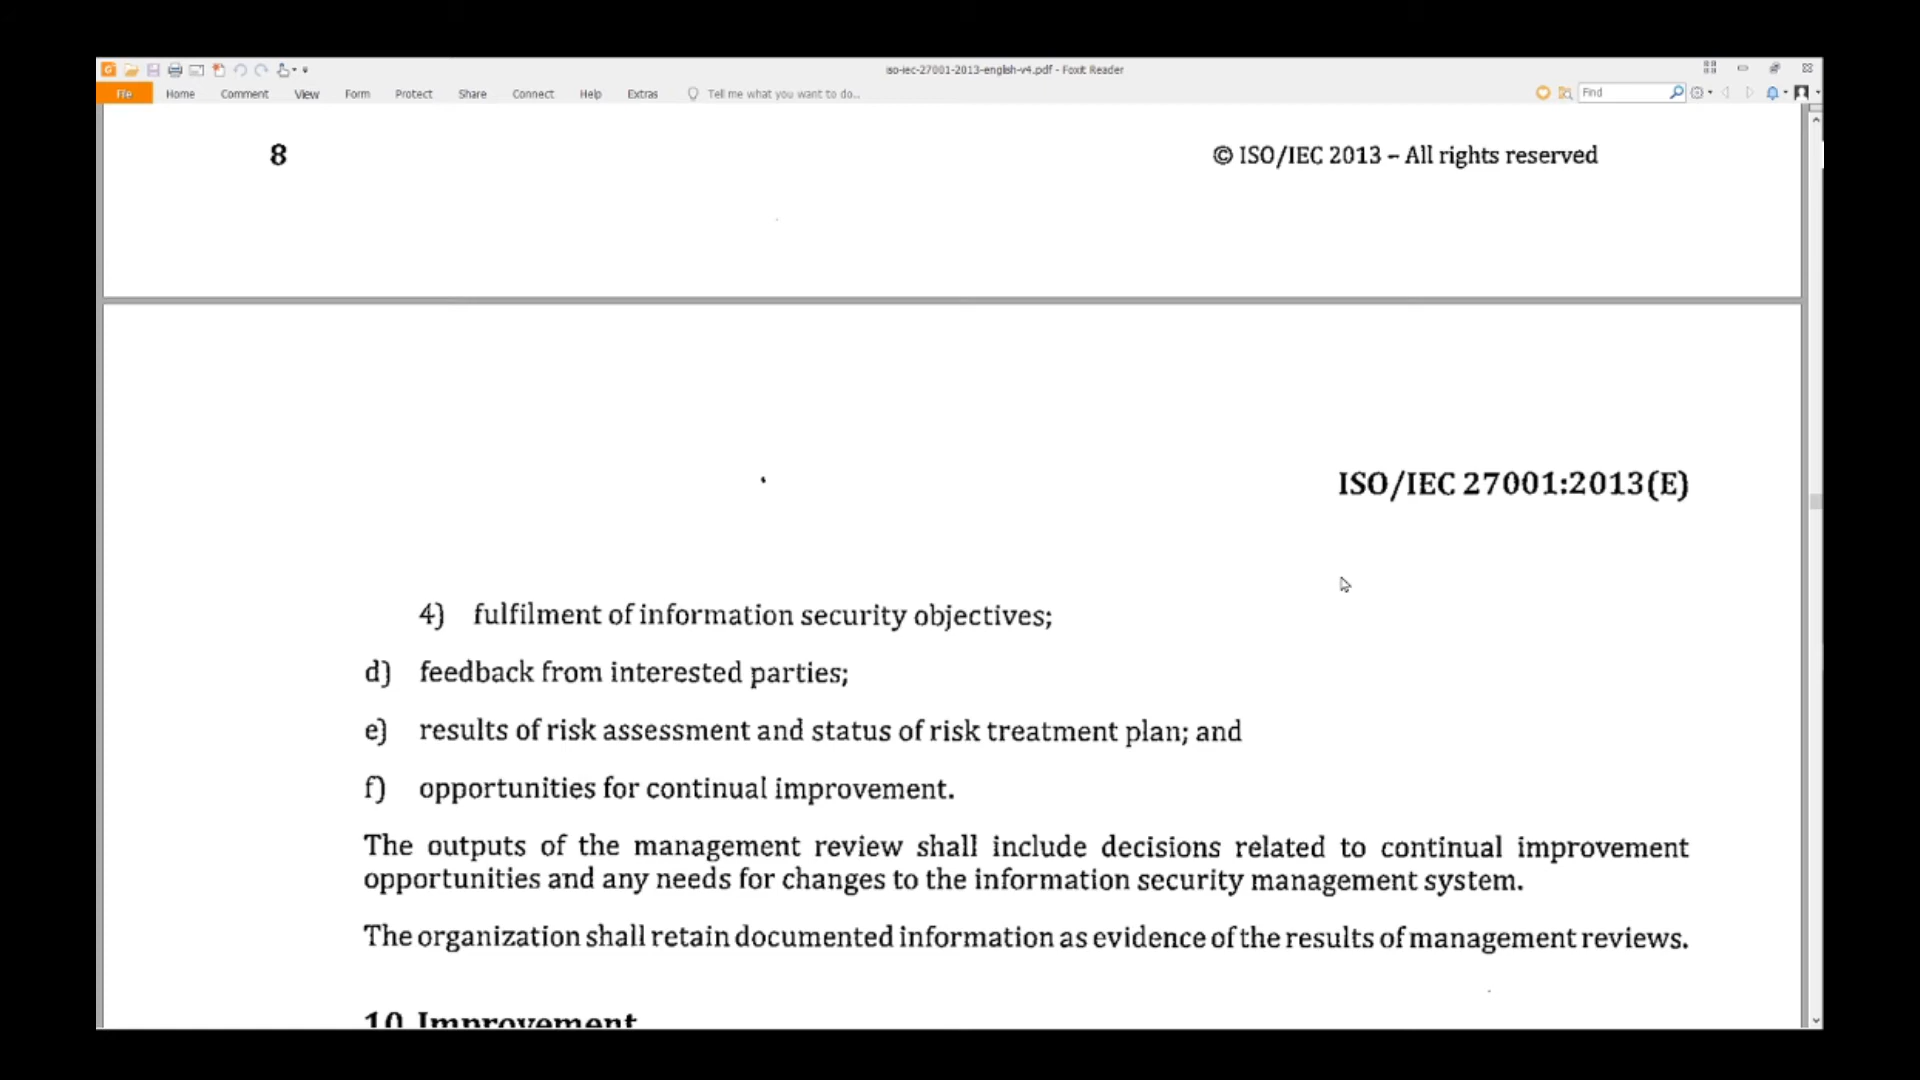 iso-iec-27001-2013-english-v4.pdf - Foxit Reader
File Home Comment View Form Protect Share Connect Help Extras Tell me what you want to do.. Find
8 © ISO/IEC 2013 – All rights reserved
ISO/IEC 27001:2013(E)
4) fulfilment of information security objectives;
d) feedback from interested parties;
e) results of risk assessment and status of risk treatment plan; and
f) opportunities for continual improvement.
The outputs of the management review shall include decisions related to continual improvement
opportunities and any needs for changes to the information security management system.
The organization shall retain documented information as evidence of the results of management reviews.
10 Improvement